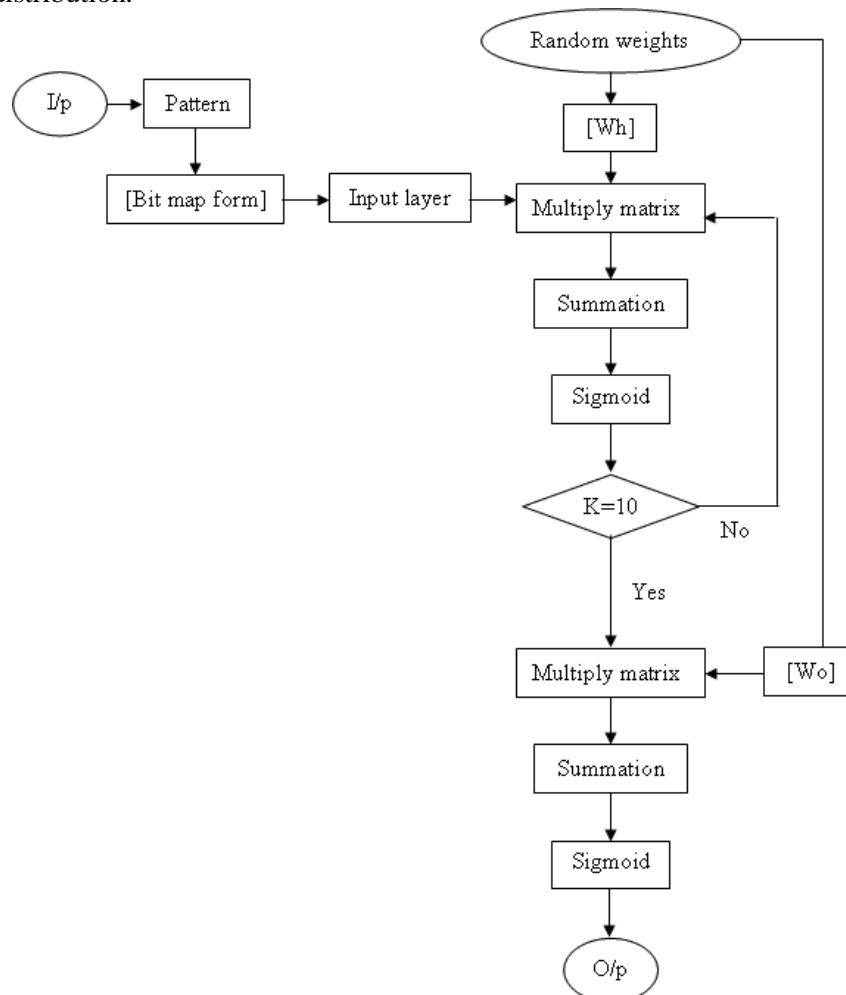 Random weights
I/p
Pattern
[Wh]
[Bit map form]
Input layer
Multiply matrix
Summation
Sigmoid
K=10
No
Yes
Multiply matrix
[Wo]
Summation
Sigmoid
O/p